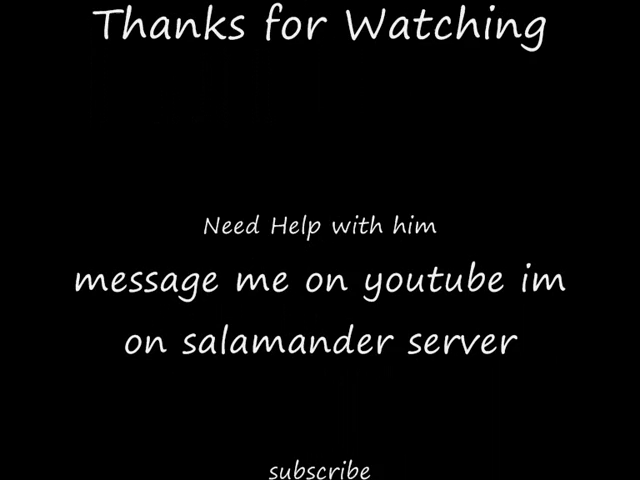 Thanks for Watching
Need Help with him
message me on youtube im
on salamander server
subscribe